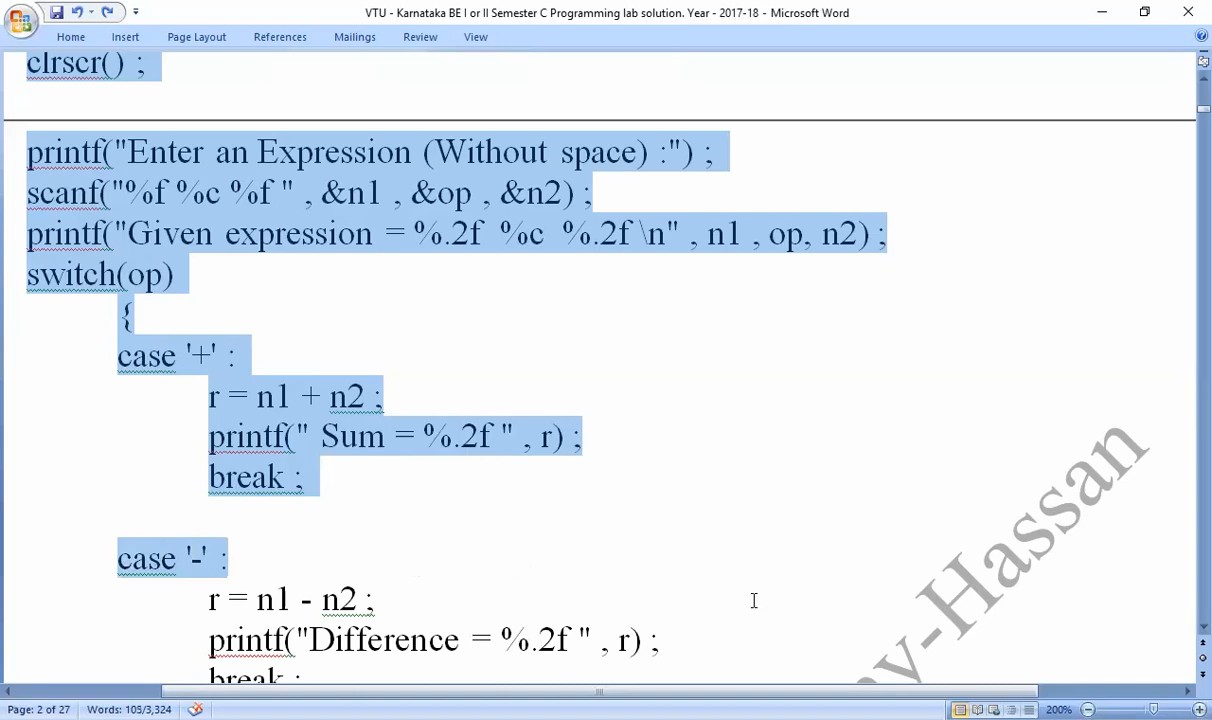 VTU - Karnataka BE I or II Semester C Programming lab solution. Year - 2017-18 - Microsoft Word
Home Insert Page Layout References Mailings Review View
clrscr() ;
printf("Enter an Expression (Without space) :") ;
scanf("%f %c %f " , &n1 , &op , &n2) ;
printf("Given expression = %.2f  %c  %.2f \n" , n1 , op, n2) ;
switch(op)
{
case '+' :
r = n1 + n2 ;
printf(" Sum = %.2f " , r) ;
break ;
case '-' :
r = n1 - n2 ;
printf("Difference = %.2f " , r) ;
break ;
-Hassan
Page: 2 of 27 Words: 105/3,324 200%